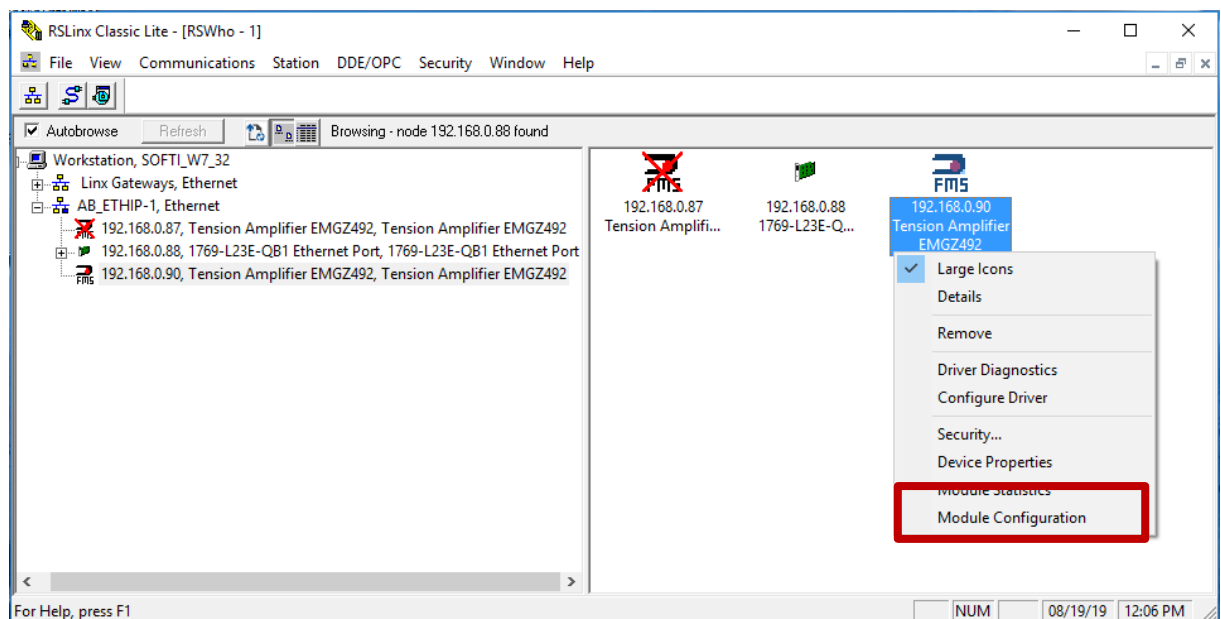 RSLinx Classic Lite - [RSWho - 1]
File View Communications Station DDE/OPC Security Window Help
Autobrowse Refresh Browsing - node 192.168.0.88 found
Workstation, SOFTI_W7_32
Linx Gateways, Ethernet
AB_ETHIP-1, Ethernet
192.168.0.87, Tension Amplifier EMGZ492, Tension Amplifier EMGZ492
192.168.0.88, 1769-L23E-QB1 Ethernet Port, 1769-L23E-QB1 Ethernet Port
FMS 192.168.0.90, Tension Amplifier EMGZ492, Tension Amplifier EMGZ492
FMS
192.168.0.87
Tension Amplifi...
192.168.0.88
1769-L23E-Q...
FMS
192.168.0.90
Tension Amplifier
EMGZ492
Large Icons
Details
Remove
Driver Diagnostics
Configure Driver
Security...
Device Properties
Module Statistics
Module Configuration
For Help, press F1 NUM 08/19/19 12:06 PM